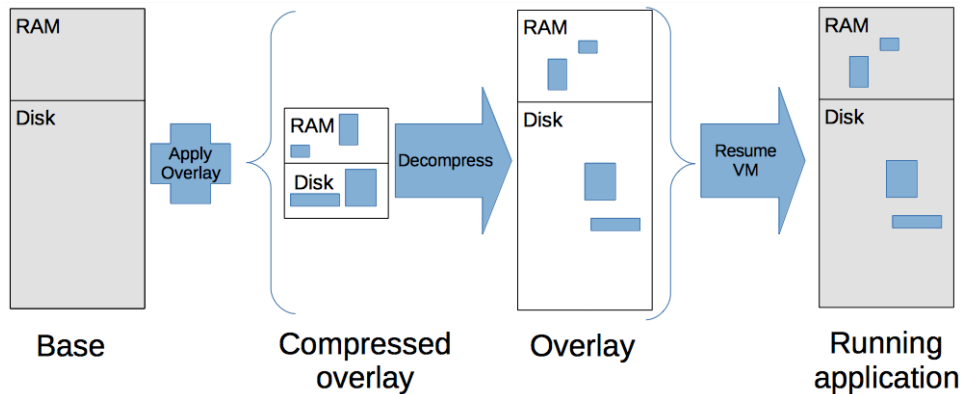 RAM
Disk
Apply
Overlay
RAM
Disk
Decompress
RAM
Disk
Resume
VM
RAM
Disk
Base
Compressed
overlay
Overlay
Running
application